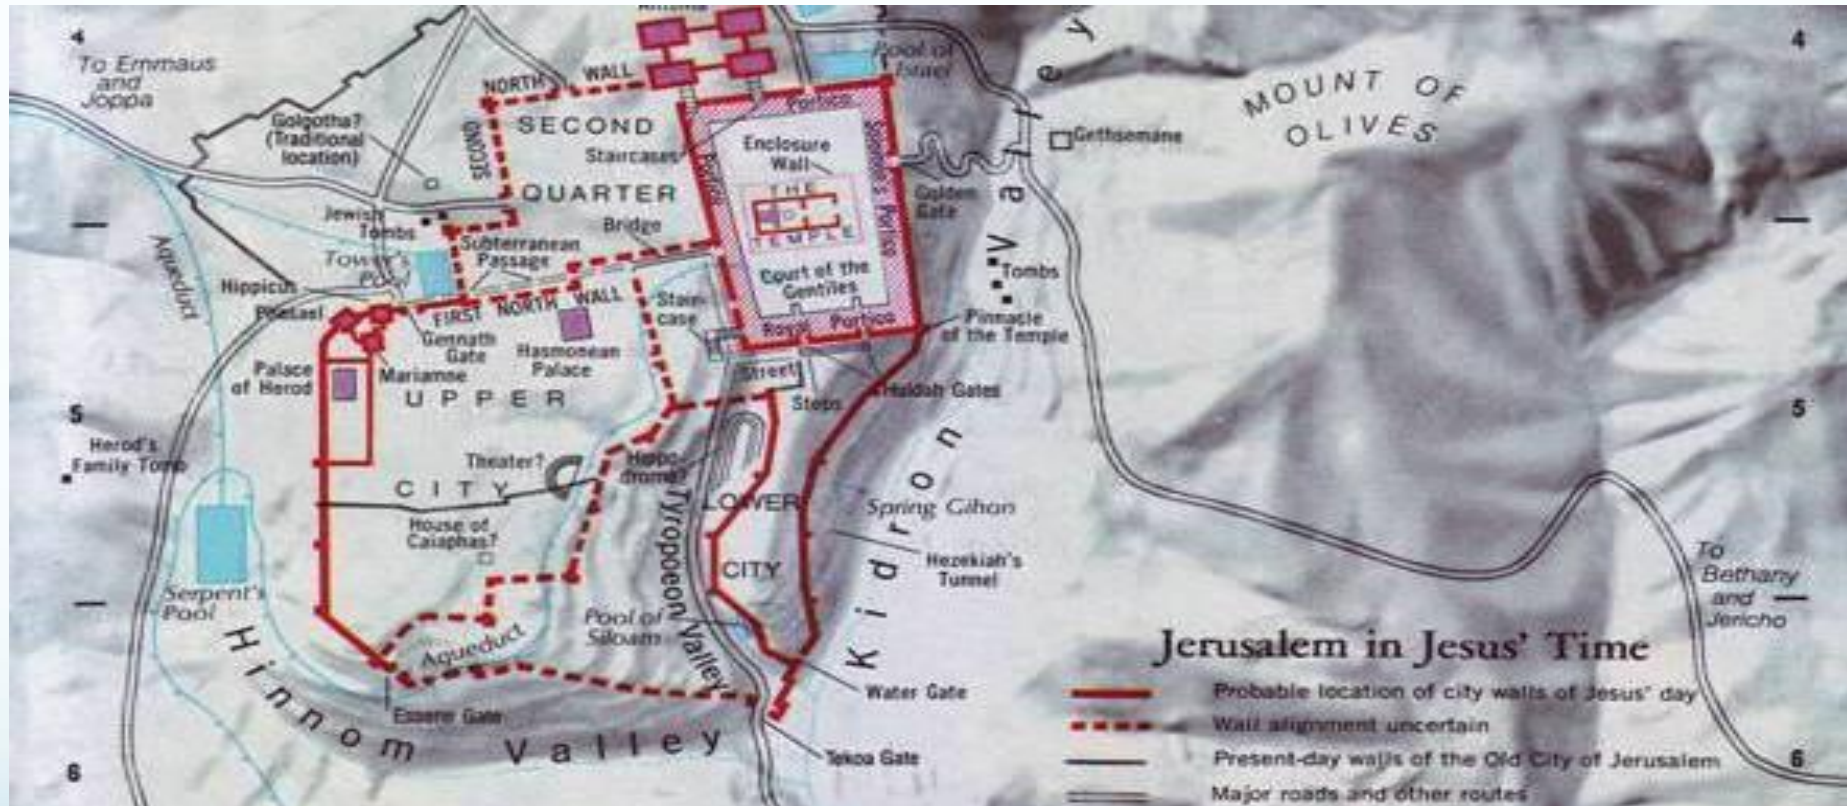 4
To Emmaus
and
Joppa
Golgotha?
(Traditional
location)
SECOND
NORTH WALL
SECOND
QUARTER
Staircases
Pool of
Israel
Portico
Portico
Solomon's Portico
Enclosure
Wall
THE
TEMPLE
Court of the
Gentiles
Royal Portico
Golden
Gate
Gethsemane
MOUNT OF
OLIVES
4
Jewish
Tombs
Bridge
Subterranean
Passage
Tower's
Pool
Aqueduct
Hippicus
Phasael
FIRST NORTH WALL
Gennath
Gate
Hasmonean
Palace
Stair-
case
Tombs
Pinnacle
of the Temple
Palace
of Herod
Mariamne
UPPER
Street
Steps
Huldah Gates
5
5
Herod's
Family Tomb
Theater?
Hippo-
drome?
CITY
LOWER
Spring Gihon
House of
Caiaphas?
Tyropoeon Valley
CITY
Hezekiah's
Tunnel
Kidron
Valley
Serpent's
Pool
Pool of
Siloam
Aqueduct
To
Bethany
and
Jericho
Hinnom Valley
Essene Gate
Water Gate
Tekoa Gate
6
Jerusalem in Jesus' Time
Probable location of city walls of Jesus' day
Wall alignment uncertain
Present-day walls of the Old City of Jerusalem
Major roads and other routes
6